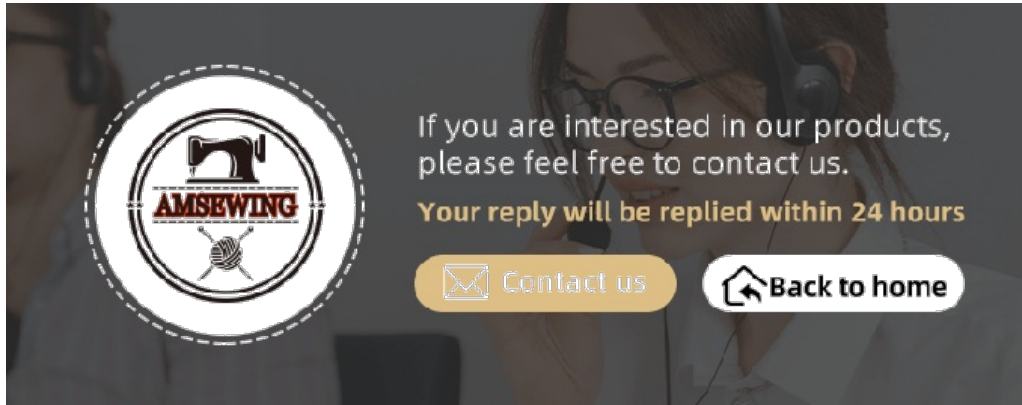 AMSEWING
If you are interested in our products,
please feel free to contact us.
Your reply will be replied within 24 hours
Contact us
Back to home